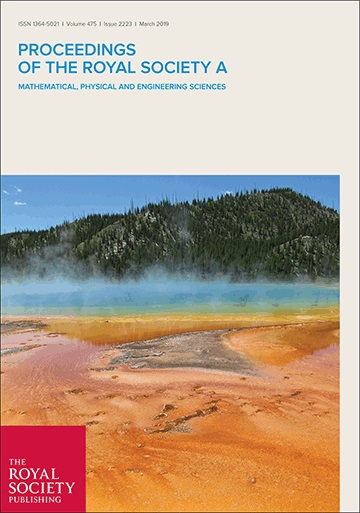 ISSN 1364-5021 I Volume 475 I Issue 2223 I March 2019
PROCEEDINGS
OF THE ROYAL SOCIETY A
MATHEMATICAL, PHYSICAL AND ENGINEERING SCIENCES
THE
ROYAL
SOCIETY
PUBLISHING